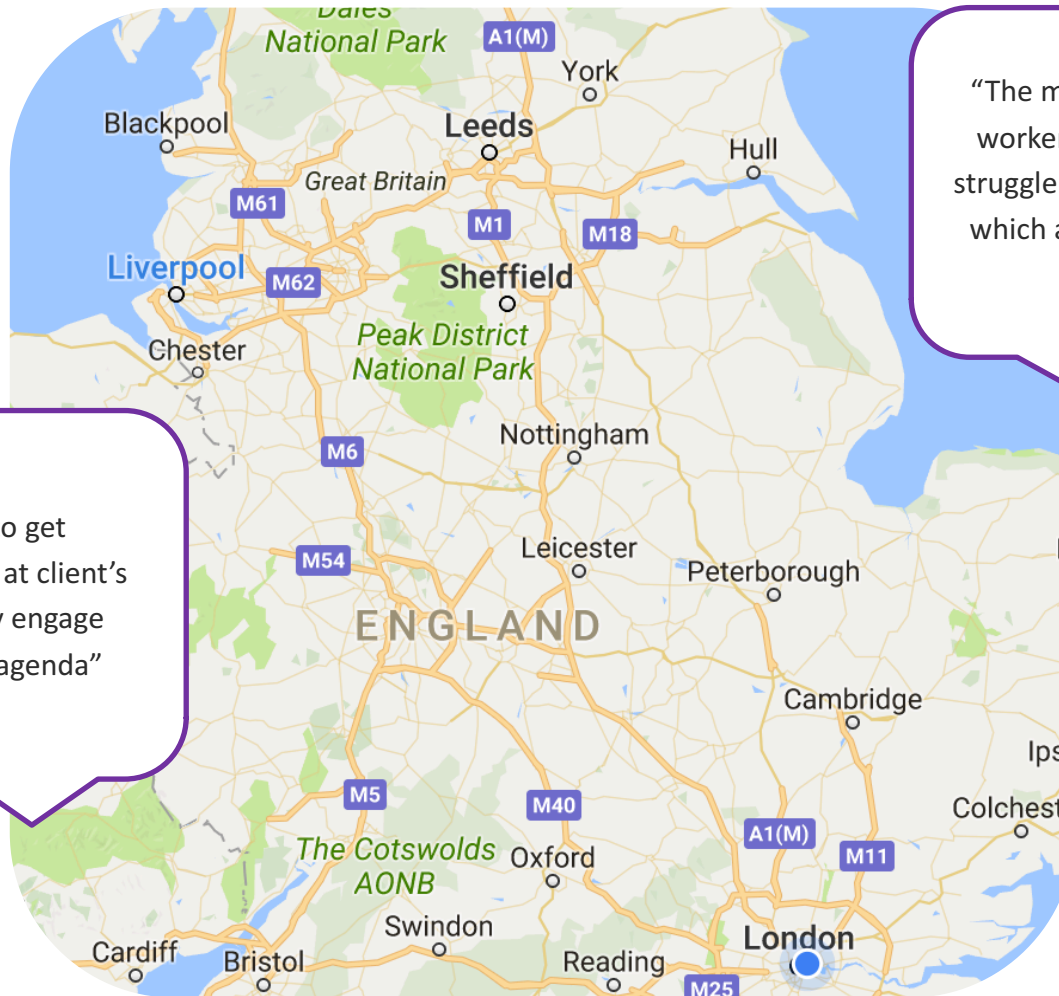 Dales
National Park
A1(M)
York
Blackpool
Leeds
Hull
Great Britain
M61
M1
M18
Liverpool
M62
Sheffield
Peak District
National Park
Chester
Nottingham
M6
M54
Leicester
Peterborough
ENGLAND
Cambridge
M5
M40
A1(M)
M11
The Cotswolds
AONB
Oxford
Swindon
London
Cardiff
Bristol
Reading
M25
“The
worker
struggle
which
get
at client’s
engage
agenda”